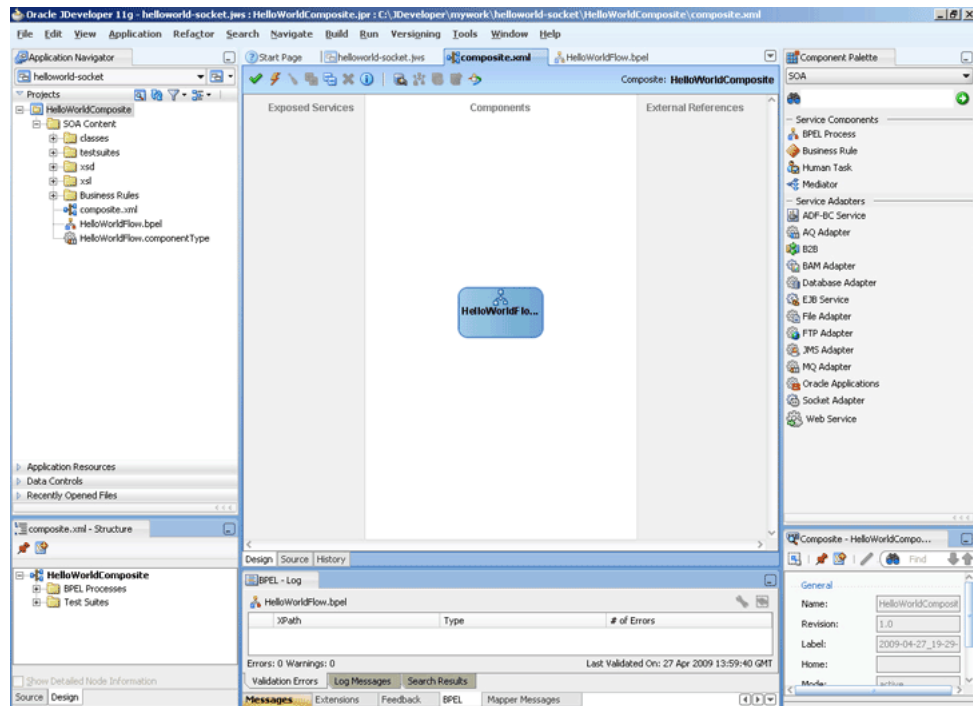 Oracle JDeveloper 11g - helloworld-socket.jws : HelloWorldComposite.jpr : C:\JDeveloper\mywork\helloworld-socket\HelloWorldComposite\composite.xml
File Edit View Application Refactor Search Navigate Build Run Versioning Tools Window Help
Application Navigator
helloworld-socket
Projects
HelloWorldComposite
SOA Content
classes
testsuites
xsd
xsl
Business Rules
composite.xml
HelloWorldFlow.bpel
HelloWorldFlow.componentType
Application Resources
Data Controls
Recently Opened Files
composite.xml - Structure
HelloWorldComposite
BPEL Processes
Test Suites
Show Detailed Node Information
Source Design
Start Page helloworld-socket.jws composite.xml HelloWorldFlow.bpel
Composite: HelloWorldComposite
Exposed Services Components External References
HelloWorldFlo...
Design Source History
BPEL - Log
HelloWorldFlow.bpel
XPath Type # of Errors
Errors: 0 Warnings: 0 Last Validated On: 27 Apr 2009 13:59:40 GMT
Validation Errors Log Messages Search Results
Messages Extensions Feedback BPEL Mapper Messages
Component Palette
SOA
Service Components
BPEL Process
Business Rule
Human Task
Mediator
Service Adapters
ADF-BC Service
AQ Adapter
B2B
BAM Adapter
Database Adapter
EJB Service
File Adapter
FTP Adapter
JMS Adapter
MQ Adapter
Oracle Applications
Socket Adapter
Web Service
Composite - HelloWorldCompo...
Find
General
Name: HelloWorldComposit
Revision: 1.0
Label: 2009-04-27_19-29-
Home:
Mode: active